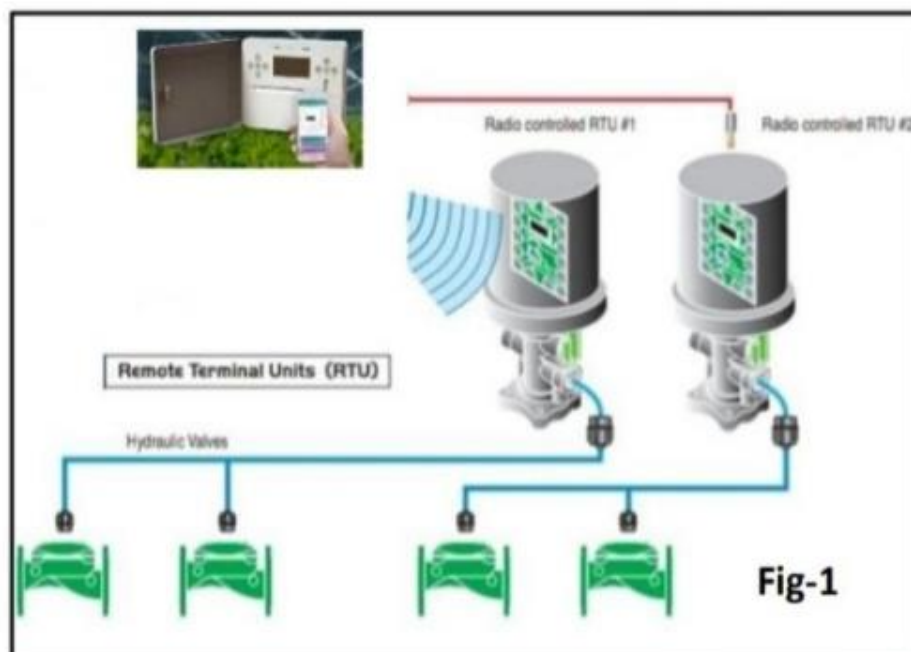 Radio controlled RTU #1
Radio controlled RTU #2
Remote Terminal Units (RTU)
Hydraulic Valves
Fig-1